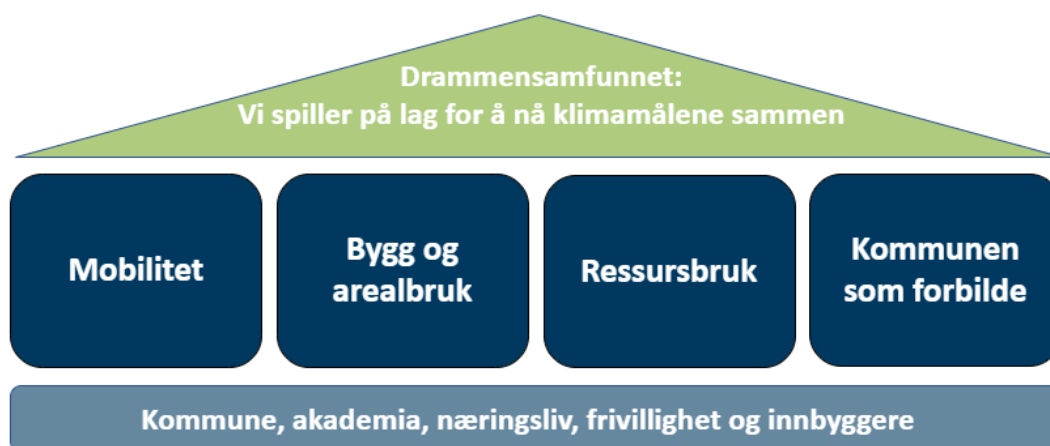 Drammensamfunnet:
Vi spiller på lag for å nå klimamålene sammen
Mobilitet
Bygg og
arealbruk
Ressursbruk
Kommunen
som forbilde
Kommune, akademia, næringsliv, frivillighet og innbyggere